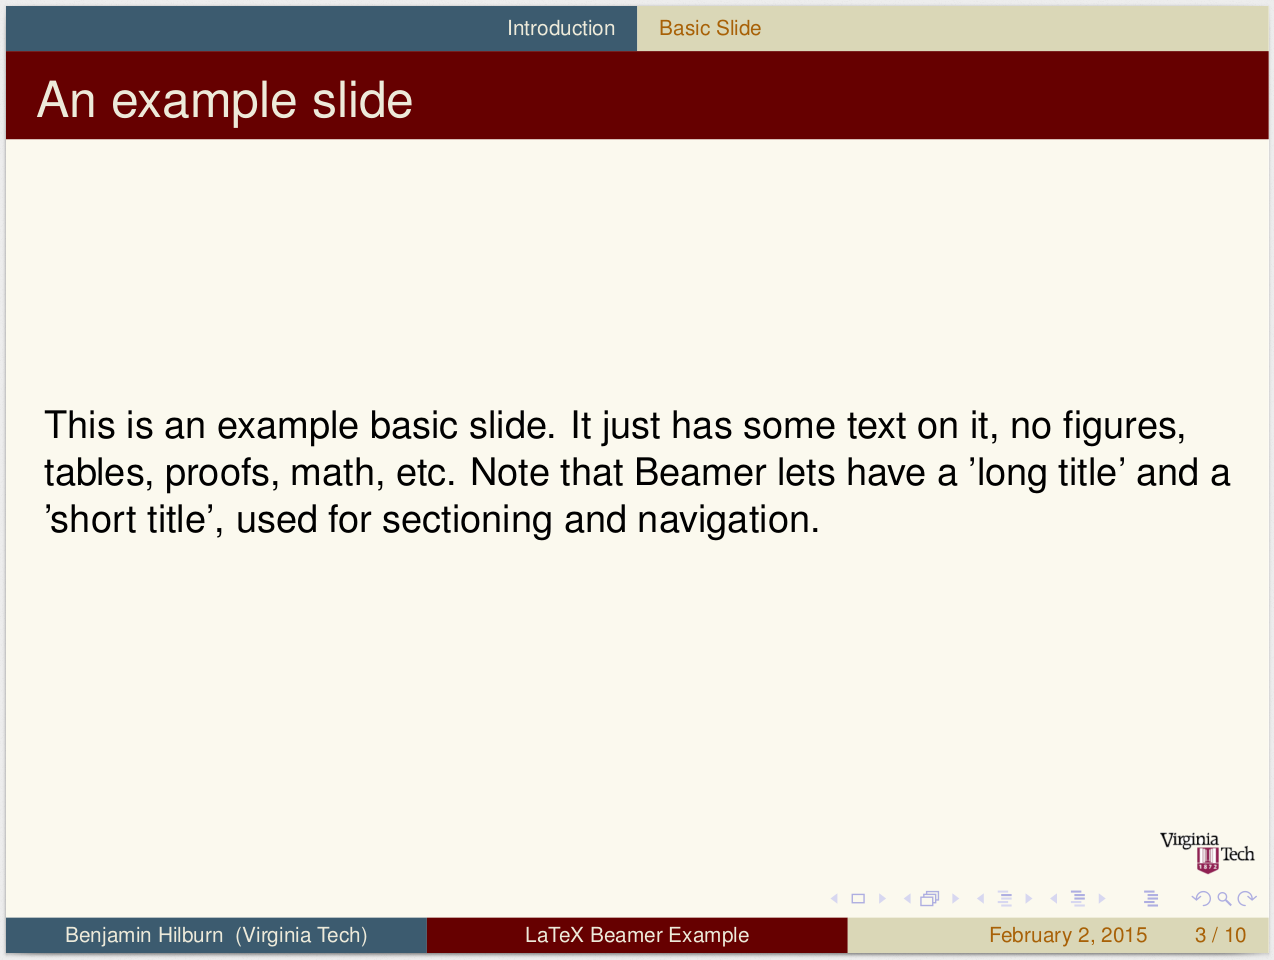 Introduction Basic Slide
An example slide
This is an example basic slide. It just has some text on it, no figures,
tables, proofs, math, etc. Note that Beamer lets have a ’long title’ and a
’short title’, used for sectioning and navigation.
Virginia
Tech
1872
Benjamin Hilburn (Virginia Tech) LaTeX Beamer Example February 2, 2015 3 / 10